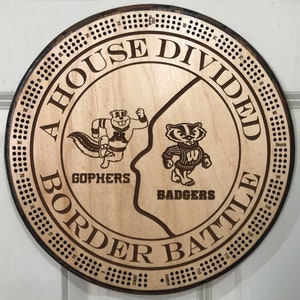 A HOUSE DIVIDED
GOPHERS
W
BADGERS
BORDER BATTLE